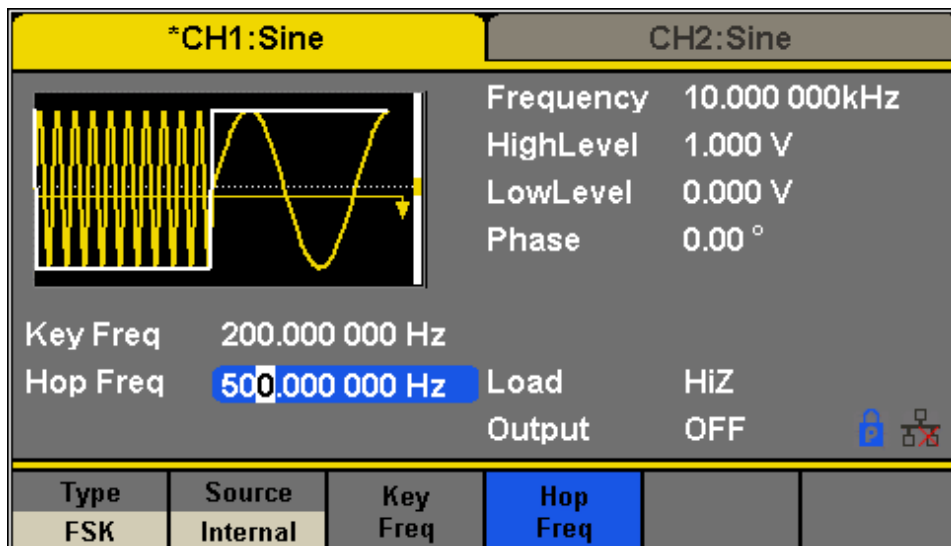 *CH1:Sine
CH2:Sine
Frequency 10.000 000kHz
HighLevel 1.000 V
LowLevel 0.000 V
Phase 0.00 °
Key Freq 200.000 000 Hz
Hop Freq 500.000 000 Hz
Load HiZ
Output OFF
P
Type
FSK
Source
Internal
Key
Freq
Hop
Freq